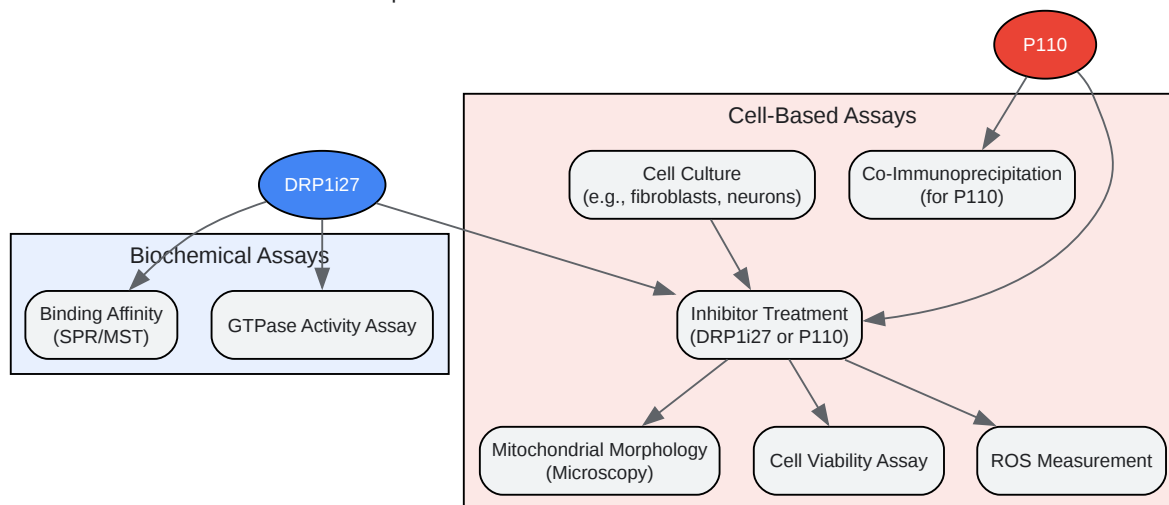 P110
Cell-Based Assays
DRP1i27
Cell Culture
(e.g., fibroblasts, neurons)
Co-Immunoprecipitation
(for P110)
Biochemical Assays
Binding Affinity
(SPR/MST)
GTPase Activity Assay
Inhibitor Treatment
(DRP1i27 or P110)
Mitochondrial Morphology
(Microscopy)
Cell Viability Assay
ROS Measurement